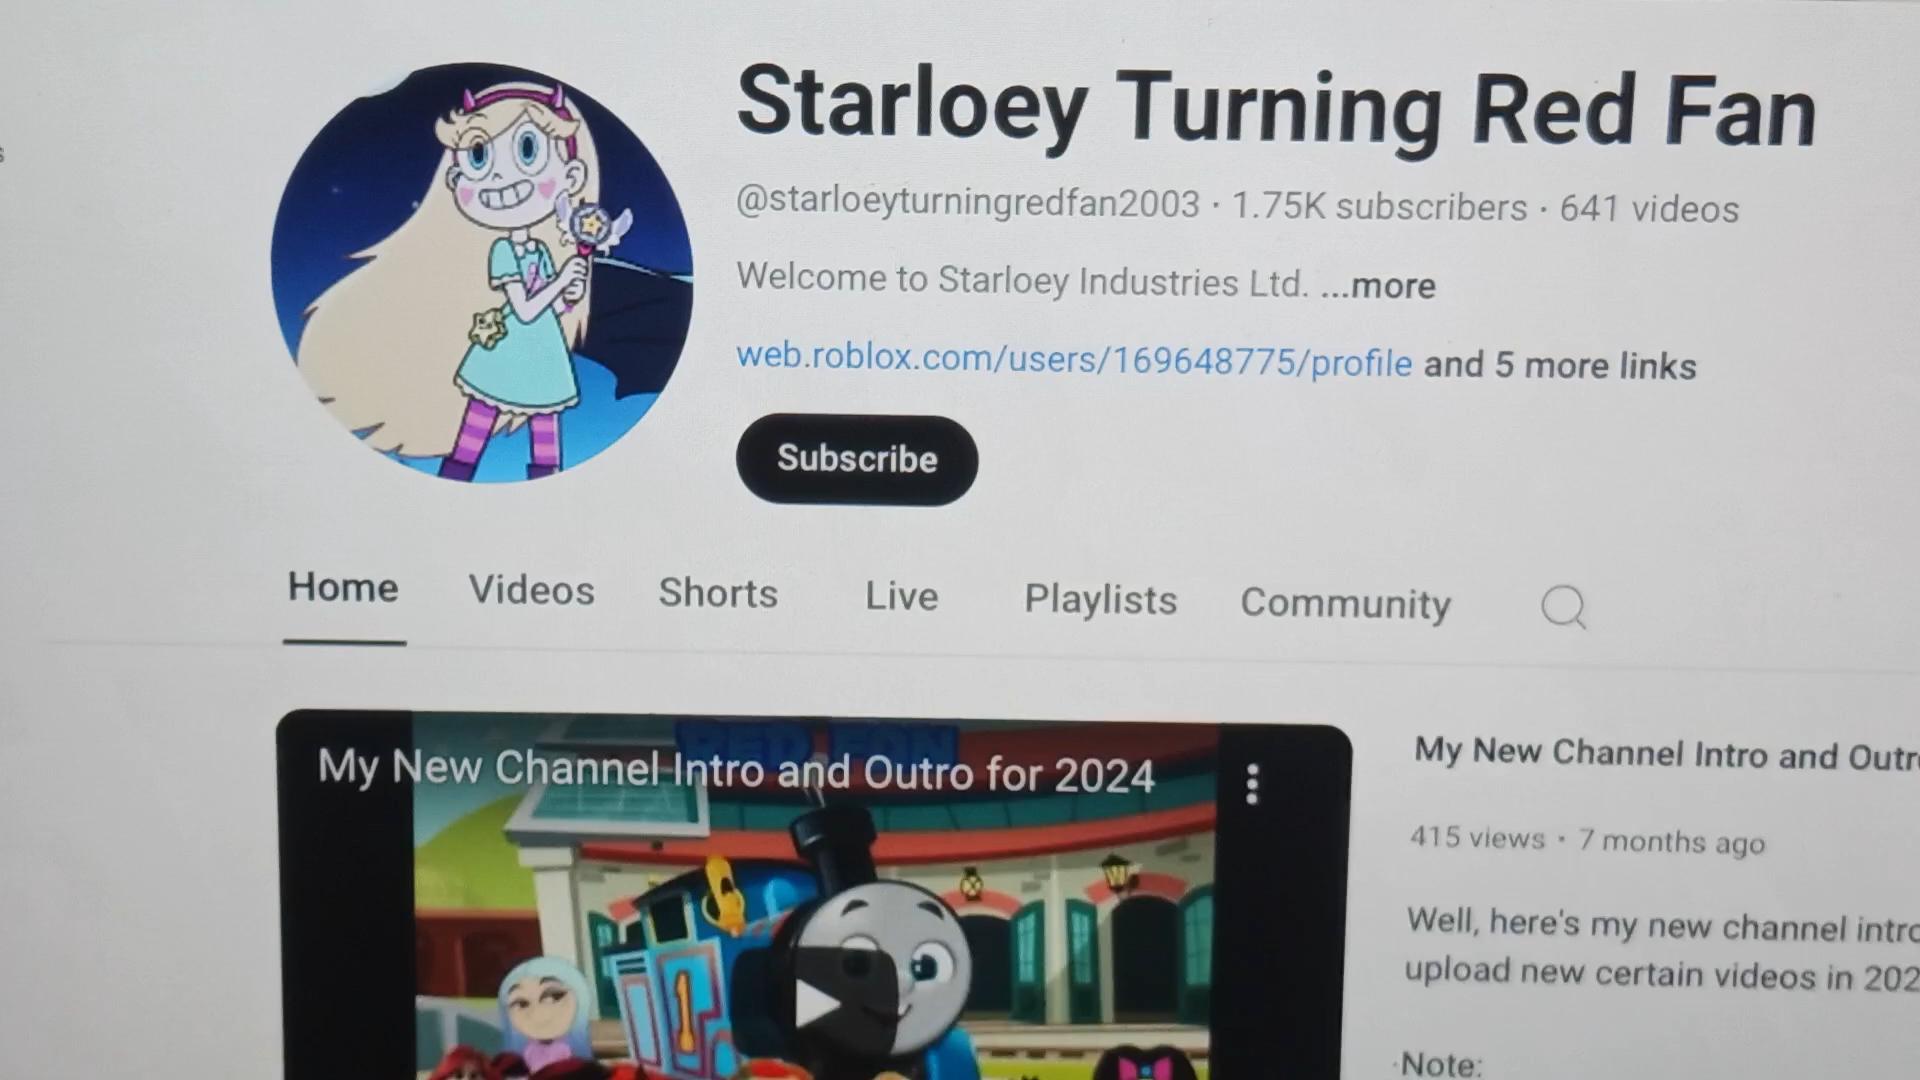 Starloey Turning Red Fan
@starloeyturningredfan2003 · 1.75K subscribers · 641 videos
Welcome to Starloey Industries Ltd. ...more
web.roblox.com/users/169648775/profile and 5 more links
Subscribe
Home Videos Shorts Live Playlists Community
RED FAN
My New Channel Intro and Outro for 2024
1
My New Channel Intro and Outr
415 views · 7 months ago
Well, here's my new channel intro
upload new certain videos in 202
Note: